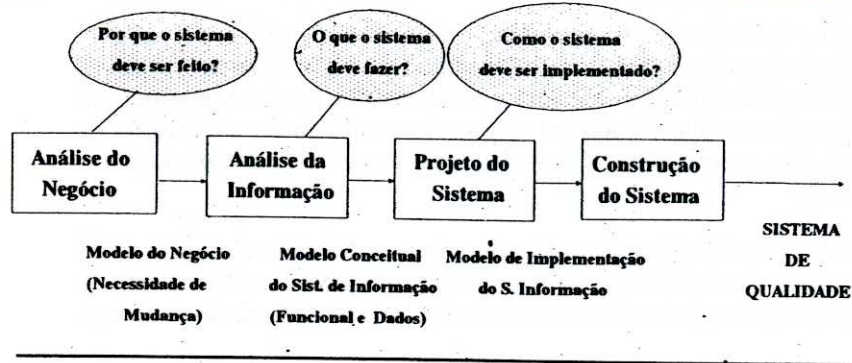 Por que o sistema
deve ser feito?
O que o sistema
deve fazer?
Como o sistema
deve ser implementado?
Análise do
Negócio
Análise da
Informação
Projeto do
Sistema
Construção
do Sistema
Modelo do Negócio
(Necessidade de
Mudança)
Modelo Conceitual
do Sist. de Informação
(Funcional e Dados)
Modelo de Implementação
do S. Informação
SISTEMA
DE
QUALIDADE